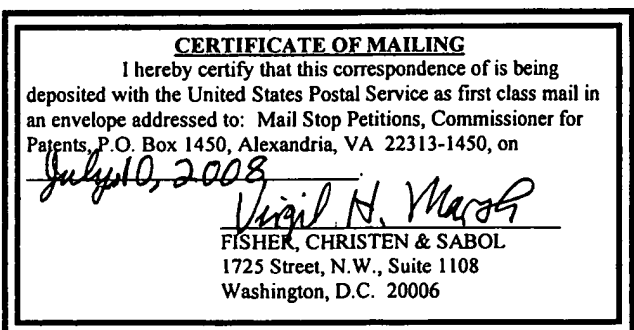 CERTIFICATE OF MAILING
I hereby certify that this correspondence of is being
deposited with the United States Postal Service as first class mail in
an envelope addressed to: Mail Stop Petitions, Commissioner for
Patents, P.O. Box 1450, Alexandria, VA 22313-1450, on
July 10, 2008.
Virgil H. Marsh
FISHER, CHRISTEN & SABOL
1725 Street, N.W., Suite 1108
Washington, D.C. 20006